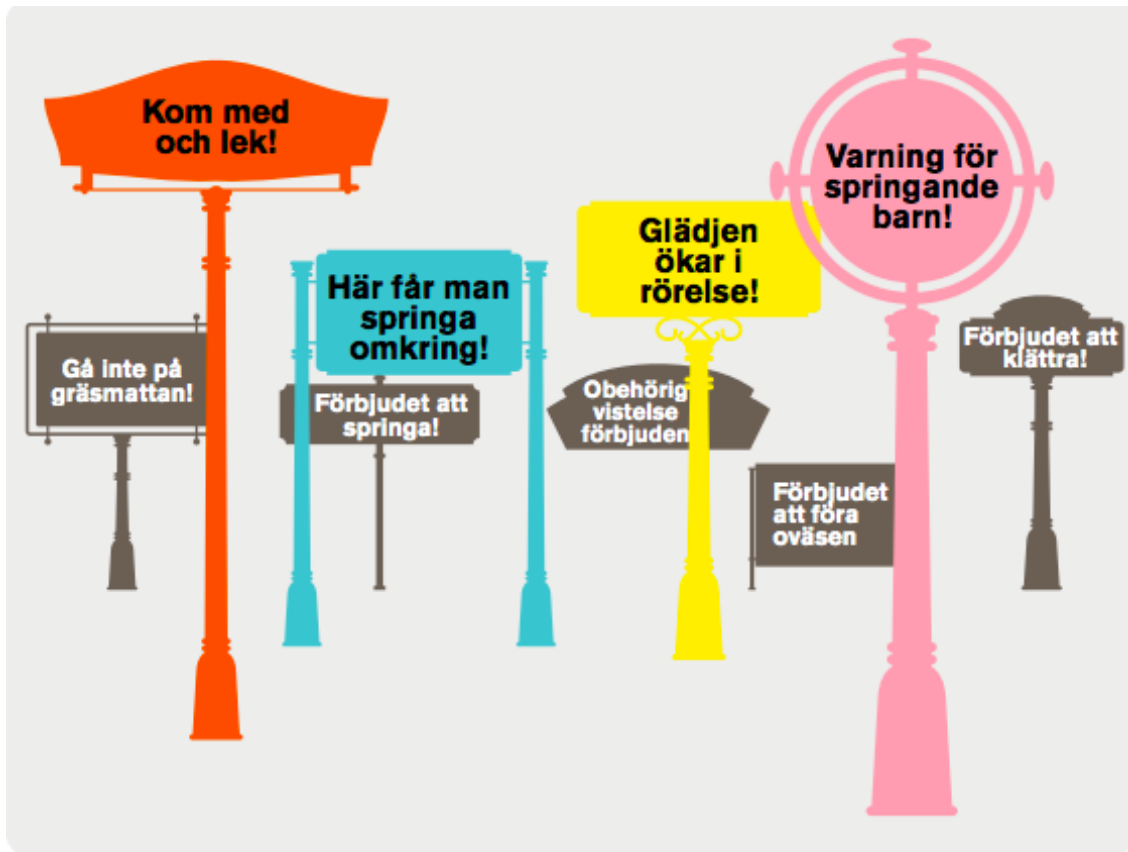 Kom med
och lek!
Varning för
springande
barn!
Glädjen
ökar i
rörelse!
Här får man
springa
omkring!
Gå inte på
gräsmattan!
Förbjudet att
springa!
Obehörig
vistelse
förbjuden
Förbjudet att
klättra!
Förbjudet
att föra
oväsen